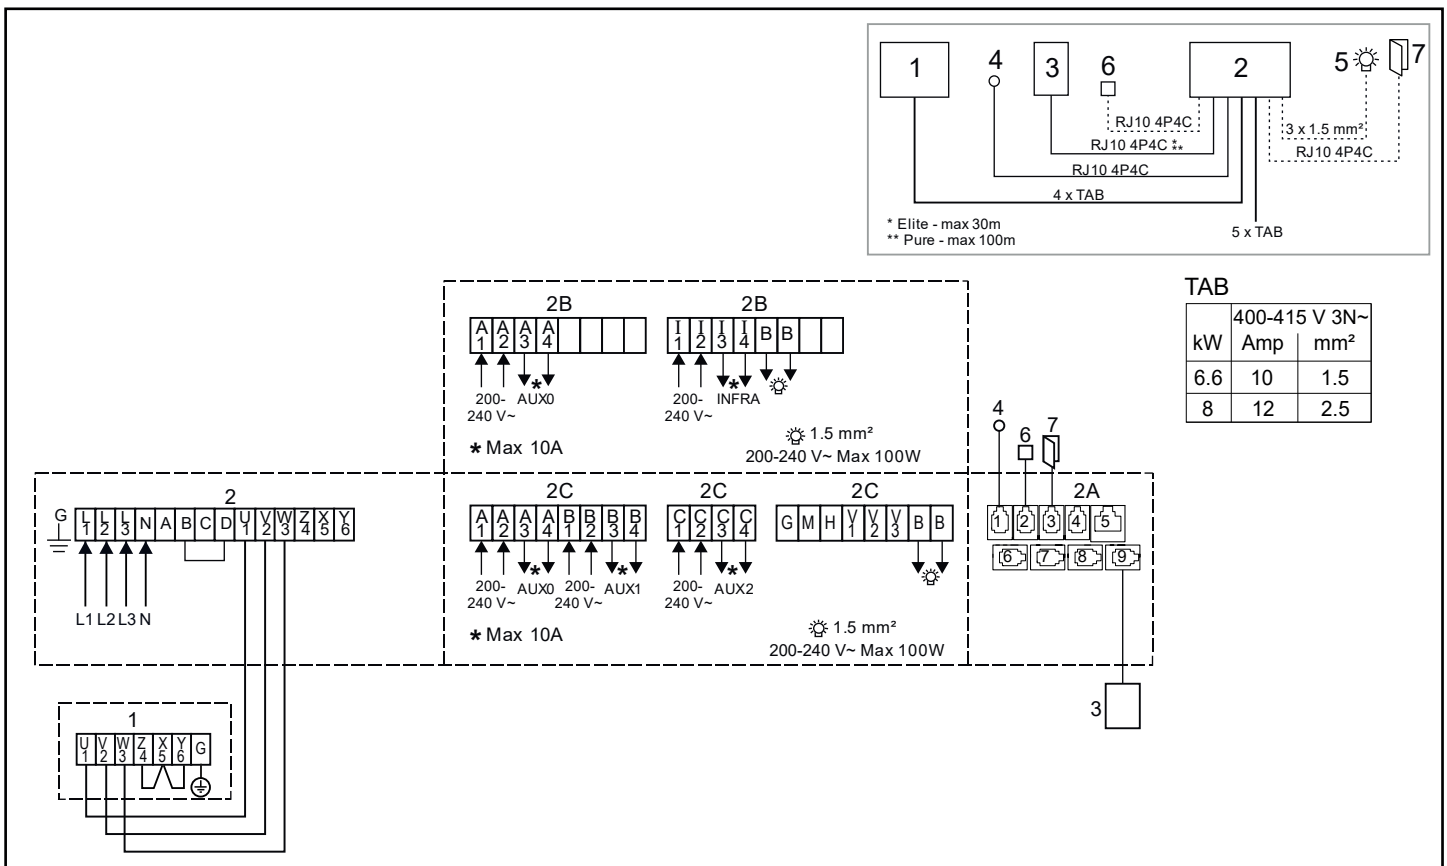 1
4
3
6
2
5
7
RJ10 4P4C
3 x 1.5 mm²
RJ10 4P4C * **
RJ10 4P4C
RJ10 4P4C
4 x TAB
* Elite - max 30m
** Pure - max 100m
5 x TAB
TAB
400-415 V 3N~
kW Amp mm²
6.6 10 1.5
8 12 2.5
2B
A1 A2 A3 A4
200-240 V~
* AUX0
* Max 10A
2B
I1 I2 I3 I4 B B
200-240 V~
* INFRA
1.5 mm²
200-240 V~ Max 100W
2
G L1 L2 L3 N A B C D U1 V2 W3 Z4 X5 Y6
L1 L2 L3 N
2C
A1 A2 A3 A4 B1 B2 B3 B4
200-240 V~
* AUX0
200-240 V~
* AUX1
* Max 10A
2C
C1 C2 C3 C4
200-240 V~
* AUX2
2C
G M H V1 V2 V3 B B
1.5 mm²
200-240 V~ Max 100W
4
6
7
2A
1 2 3 4 5
6 7 8 9
3
1
U1 V2 W3 Z4 X5 Y6 G